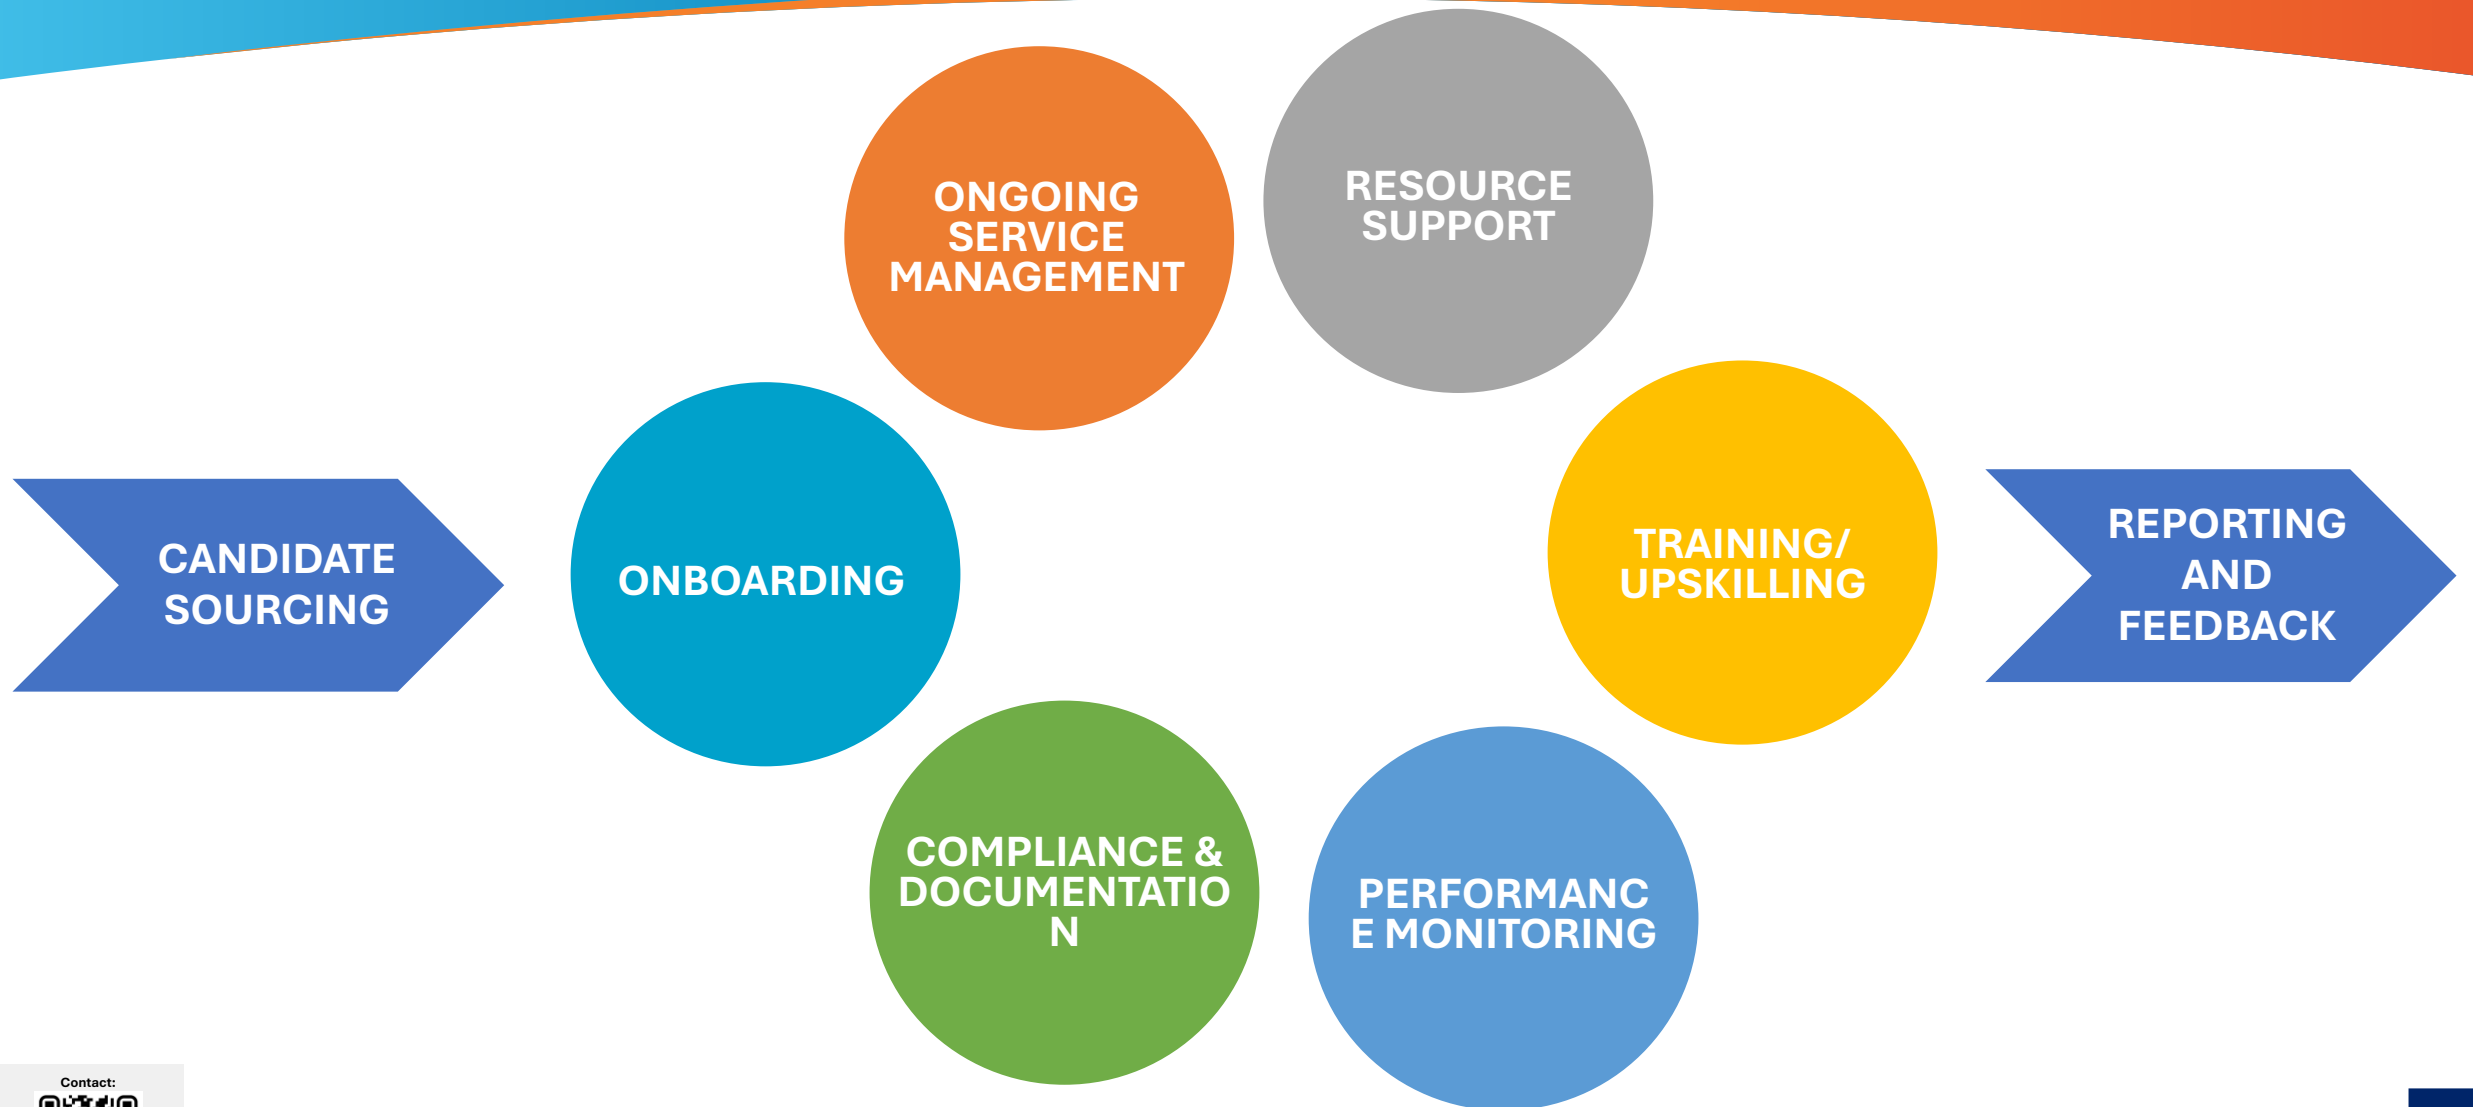 ONGOING
SERVICE
MANAGEMENT
RESOURCE
SUPPORT
CANDIDATE
SOURCING
ONBOARDING
TRAINING/
UPSKILLING
REPORTING
AND
FEEDBACK
COMPLIANCE &
DOCUMENTATIO
N
PERFORMANC
E MONITORING
Contact: